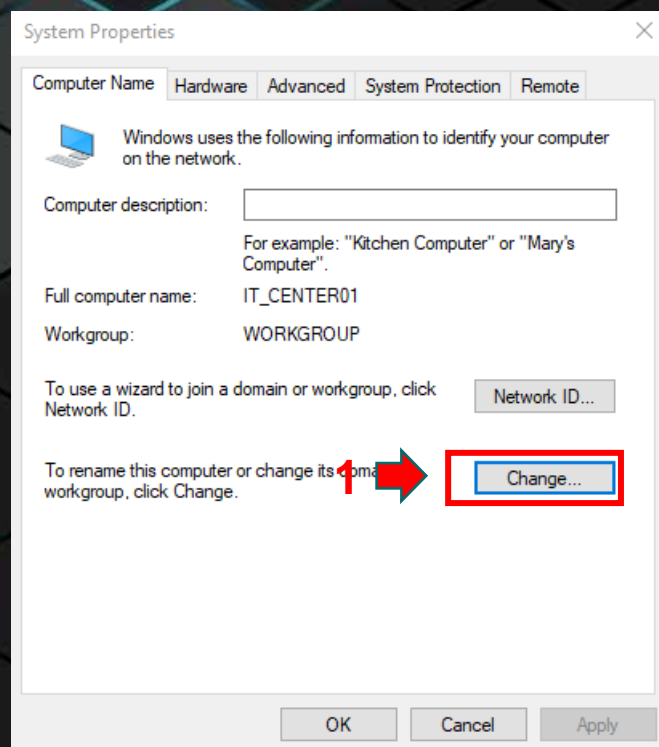 System Properties
Computer Name Hardware Advanced System Protection Remote
Windows uses the following information to identify your computer
on the network.
Computer description:
For example: "Kitchen Computer" or "Mary's
Computer".
Full computer name: IT_CENTER01
Workgroup: WORKGROUP
To use a wizard to join a domain or workgroup, click
Network ID.
Network ID...
To rename this computer or change its
workgroup, click Change.
1
Change...
OK Cancel Apply